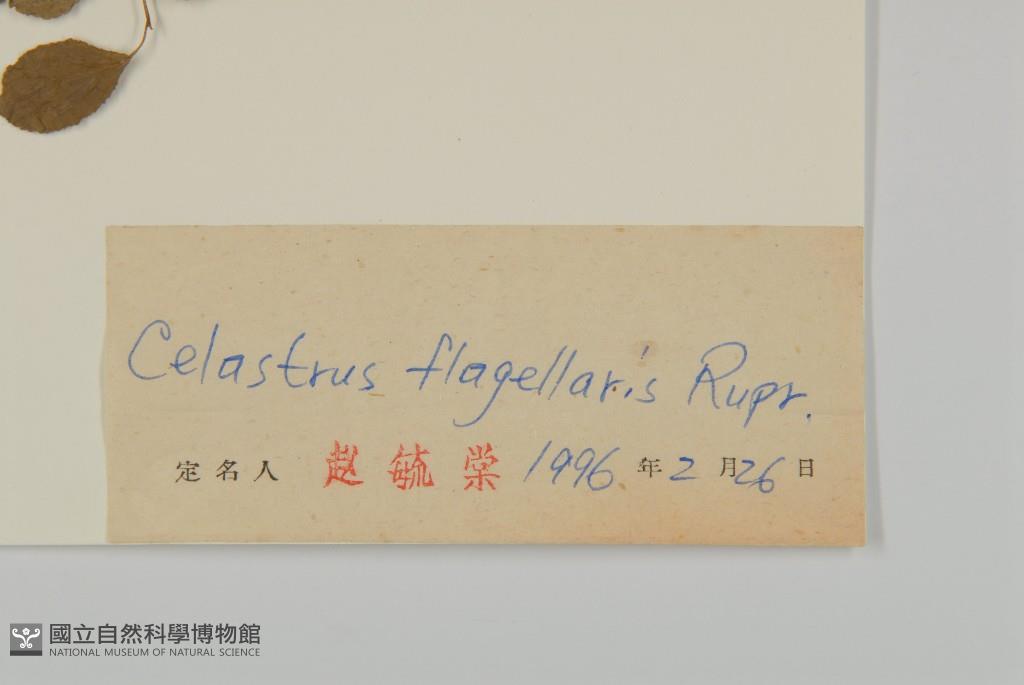 Celastrus flagellaris Rupr.
定名人 赵毓棠 1996 年 2 月 26 日
國立自然科學博物館
NATIONAL MUSEUM OF NATURAL SCIENCE